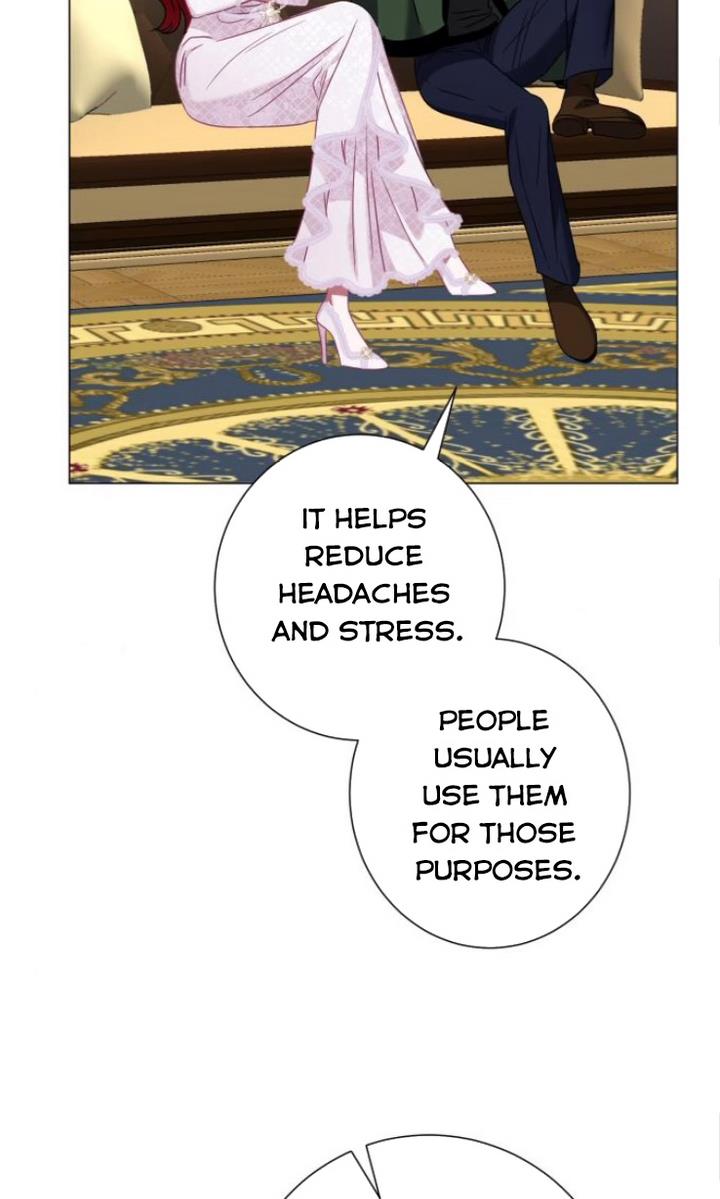 IT HELPS
REDUCE
HEADACHES
AND STRESS.
PEOPLE
USUALLY
USE THEM
FOR THOSE
PURPOSES.